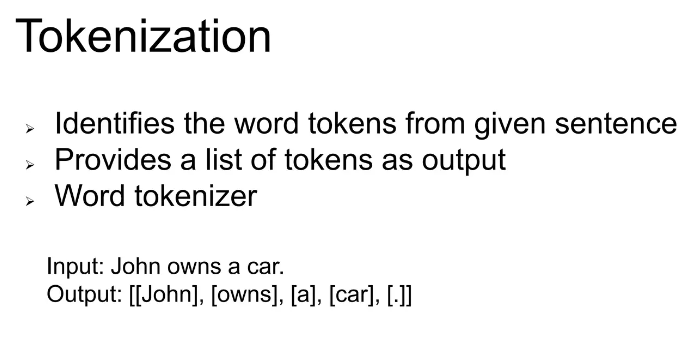 Tokenization
➢ Identifies the word tokens from given sentence
➢ Provides a list of tokens as output
➢ Word tokenizer
Input: John owns a car.
Output: [[John], [owns], [a], [car], [.]]